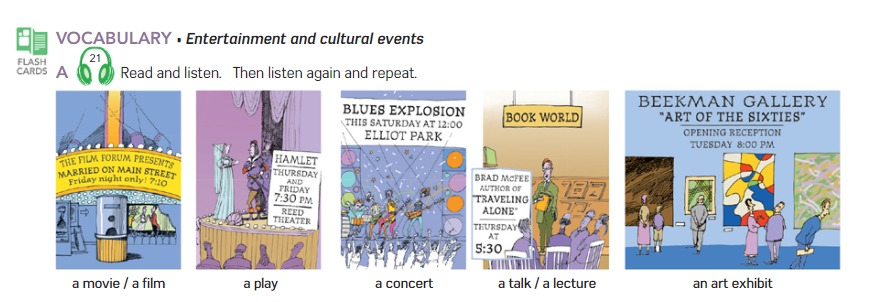 VOCABULARY • Entertainment and cultural events
FLASH
CARDS
A 21 Read and listen. Then listen again and repeat.
THE FILM FORUM PRESENTS
MARRIED ON MAIN STREET
Friday night only! 7:10
HAMLET
THURSDAY
AND
FRIDAY
7:30 PM
REED
THEATER
BLUES EXPLOSION
THIS SATURDAY AT 12:00
ELLIOT PARK
BOOK WORLD
BRAD MCFEE
AUTHOR OF
"TRAVELING
ALONE"
THURSDAY
AT
5:30
BEEKMAN GALLERY
"ART OF THE SIXTIES"
OPENING RECEPTION
TUESDAY 8:00 PM
a movie / a film
a play
a concert
a talk / a lecture
an art exhibit